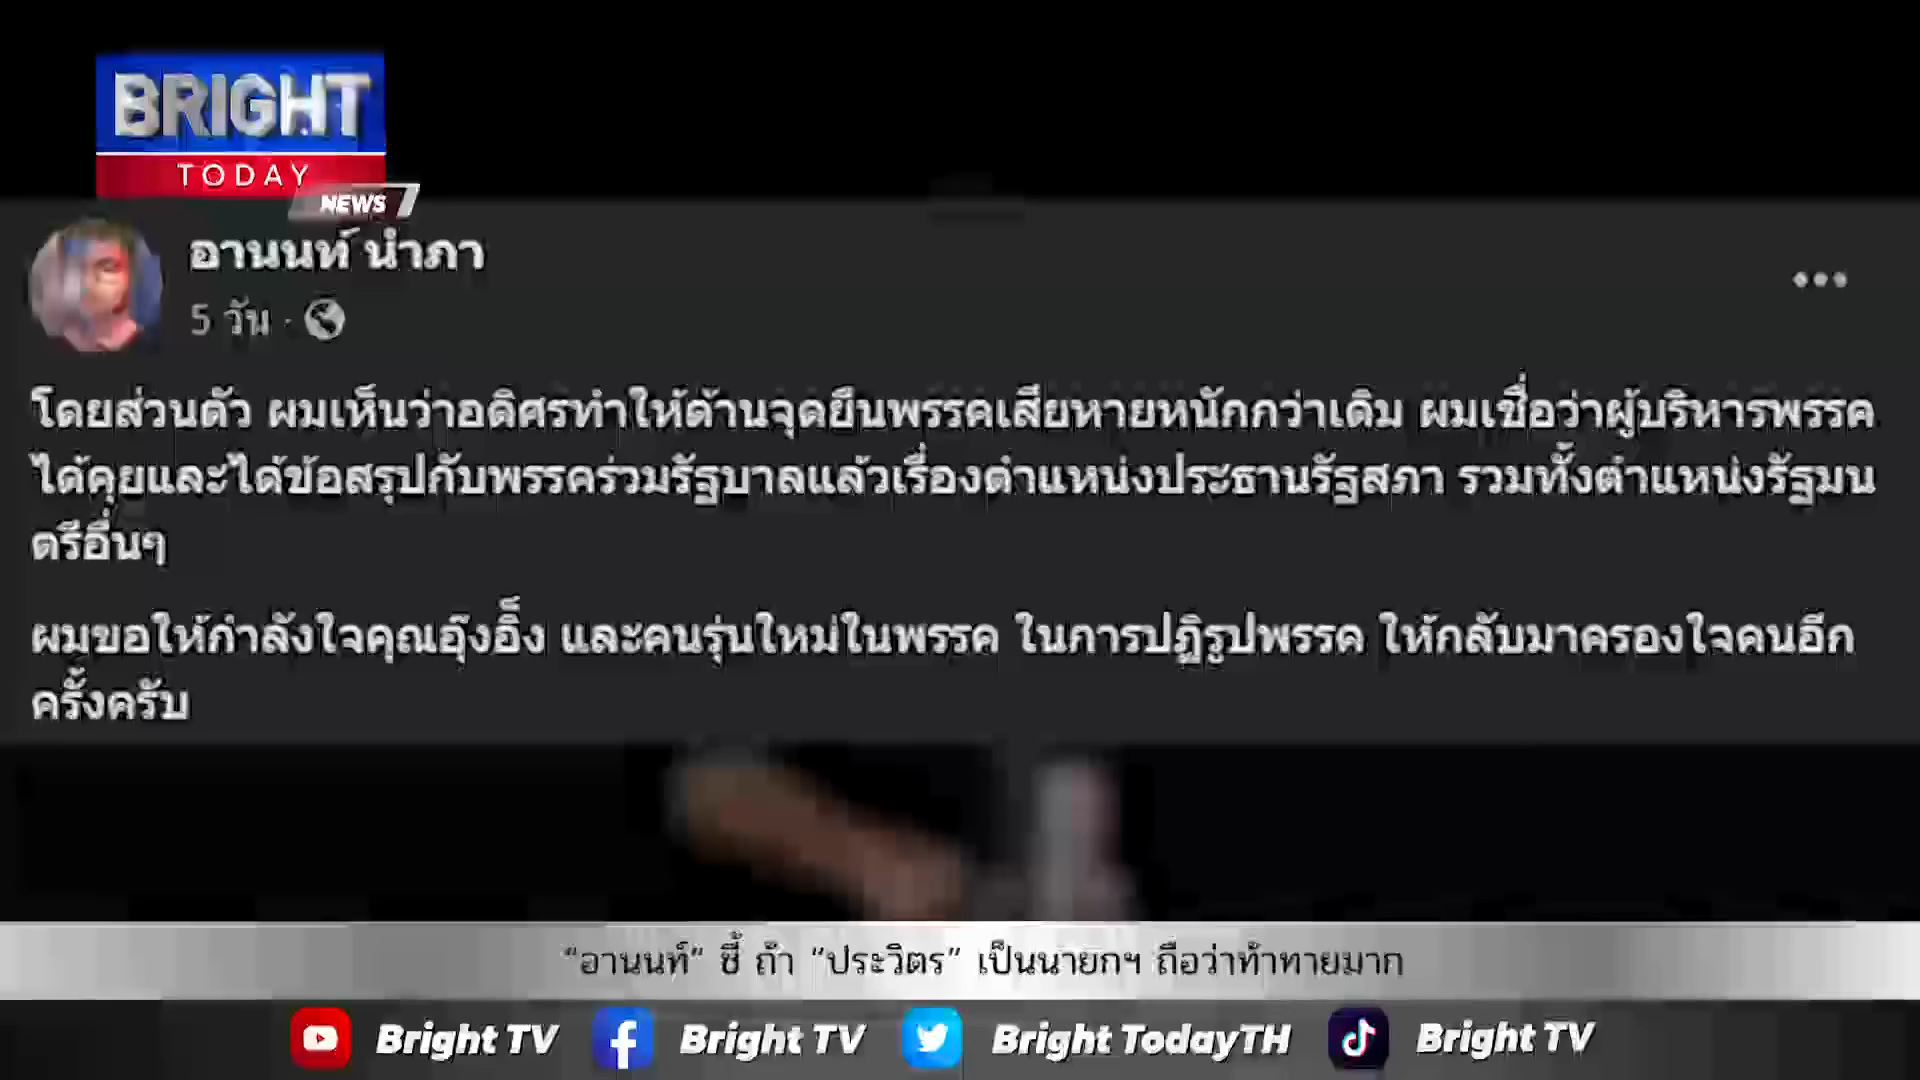 BRIGHT
TODAY
NEWS
อานนท์ นำภา
5 วัน ·
โดยส่วนตัว ผมเห็นว่าอดิศรทำให้ด้านจุดยืนพรรคเสียหายหนักกว่าเดิม ผมเชื่อว่าผู้บริหารพรรค
ได้คุยและได้ข้อสรุปกับพรรคร่วมรัฐบาลแล้วเรื่องตำแหน่งประธานรัฐสภา รวมทั้งตำแหน่งรัฐมน
ตรีอื่นๆ
ผมขอให้กำลังใจคุณอุ๊งอิ๊ง และคนรุ่นใหม่ในพรรค ในการปฏิรูปพรรค ให้กลับมาครองใจคนอีก
ครั้งครับ
“อานนท์” ชี้ ถ้า “ประวิตร” เป็นนายกฯ ถือว่าท้าทายมาก
Bright TV Bright TV Bright TodayTH Bright TV